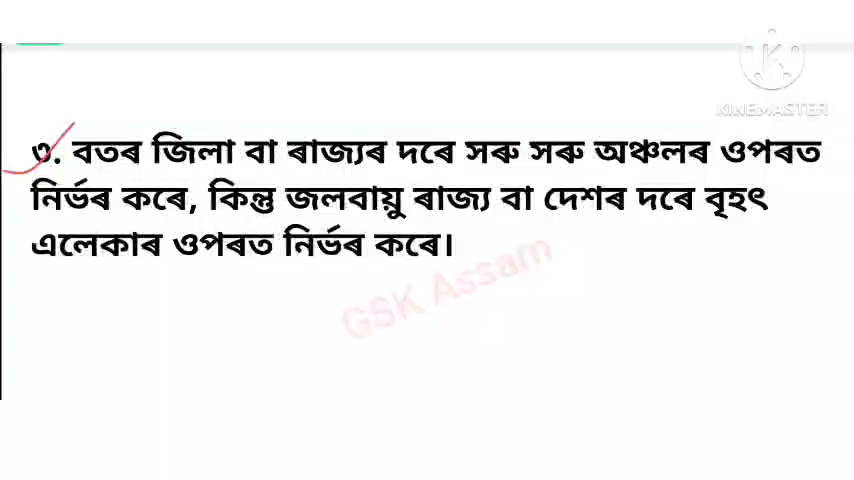 KINEMASTER
৩. বতৰ জিলা বা ৰাজ্যৰ দৰে সৰু সৰু অঞ্চলৰ ওপৰত
নিৰ্ভৰ কৰে, কিন্তু জলবায়ু ৰাজ্য বা দেশৰ দৰে বৃহৎ
এলেকাৰ ওপৰত নিৰ্ভৰ কৰে।
GSK Assam